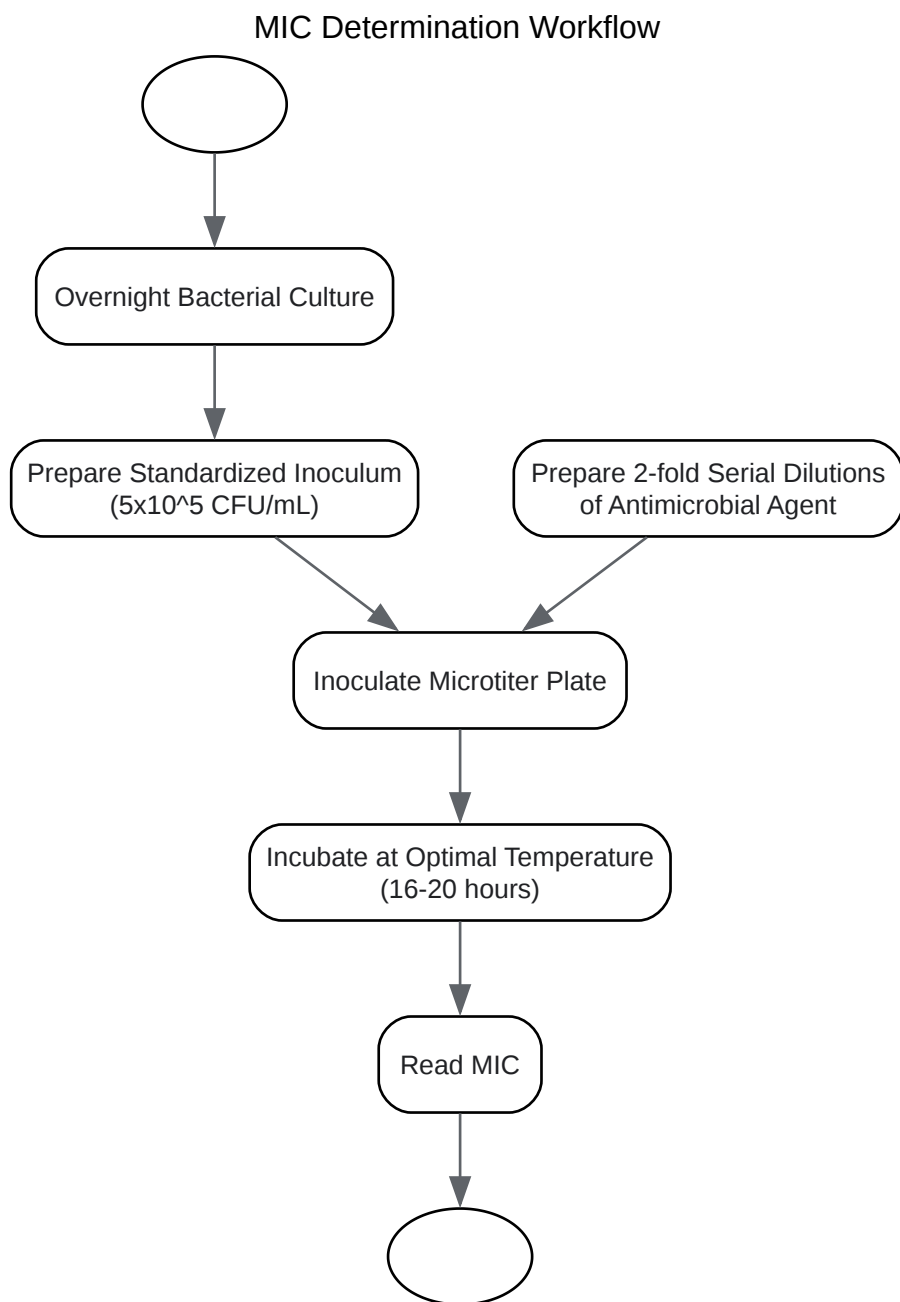 MIC Determination Workflow
Overnight Bacterial Culture
Prepare Standardized Inoculum
(5x10^5 CFU/mL)
Prepare 2-fold Serial Dilutions
of Antimicrobial Agent
Inoculate Microtiter Plate
Incubate at Optimal Temperature
(16-20 hours)
Read MIC